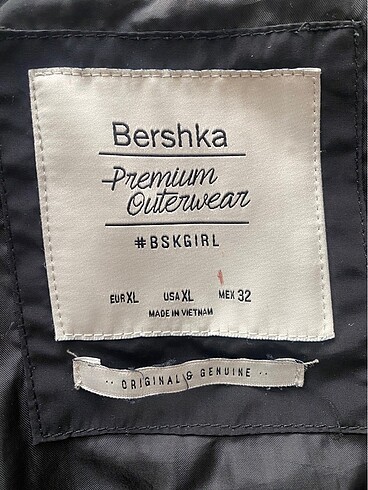 Bershka
Premium
Outerwear
#BSKGIRL
EUR XL USA XL MEX 32
MADE IN VIETNAM
·· ORIGINAL & GENUINE ··